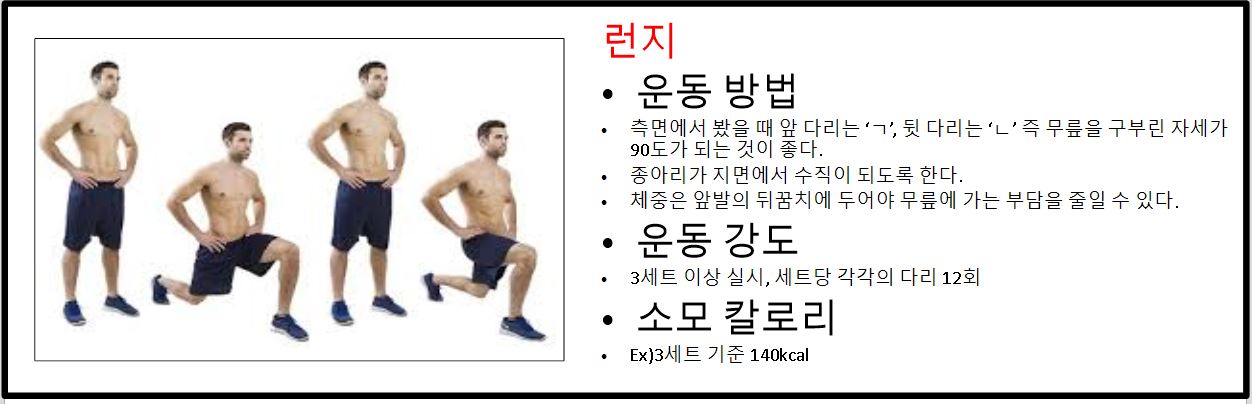 런지
• 운동 방법
• 측면에서 봤을 때 앞 다리는 ‘ㄱ’, 뒷 다리는 ‘ㄴ’ 즉 무릎을 구부린 자세가
90도가 되는 것이 좋다.
• 종아리가 지면에서 수직이 되도록 한다.
• 체중은 앞발의 뒤꿈치에 두어야 무릎에 가는 부담을 줄일 수 있다.
• 운동 강도
• 3세트 이상 실시, 세트당 각각의 다리 12회
• 소모 칼로리
• Ex)3세트 기준 140kcal